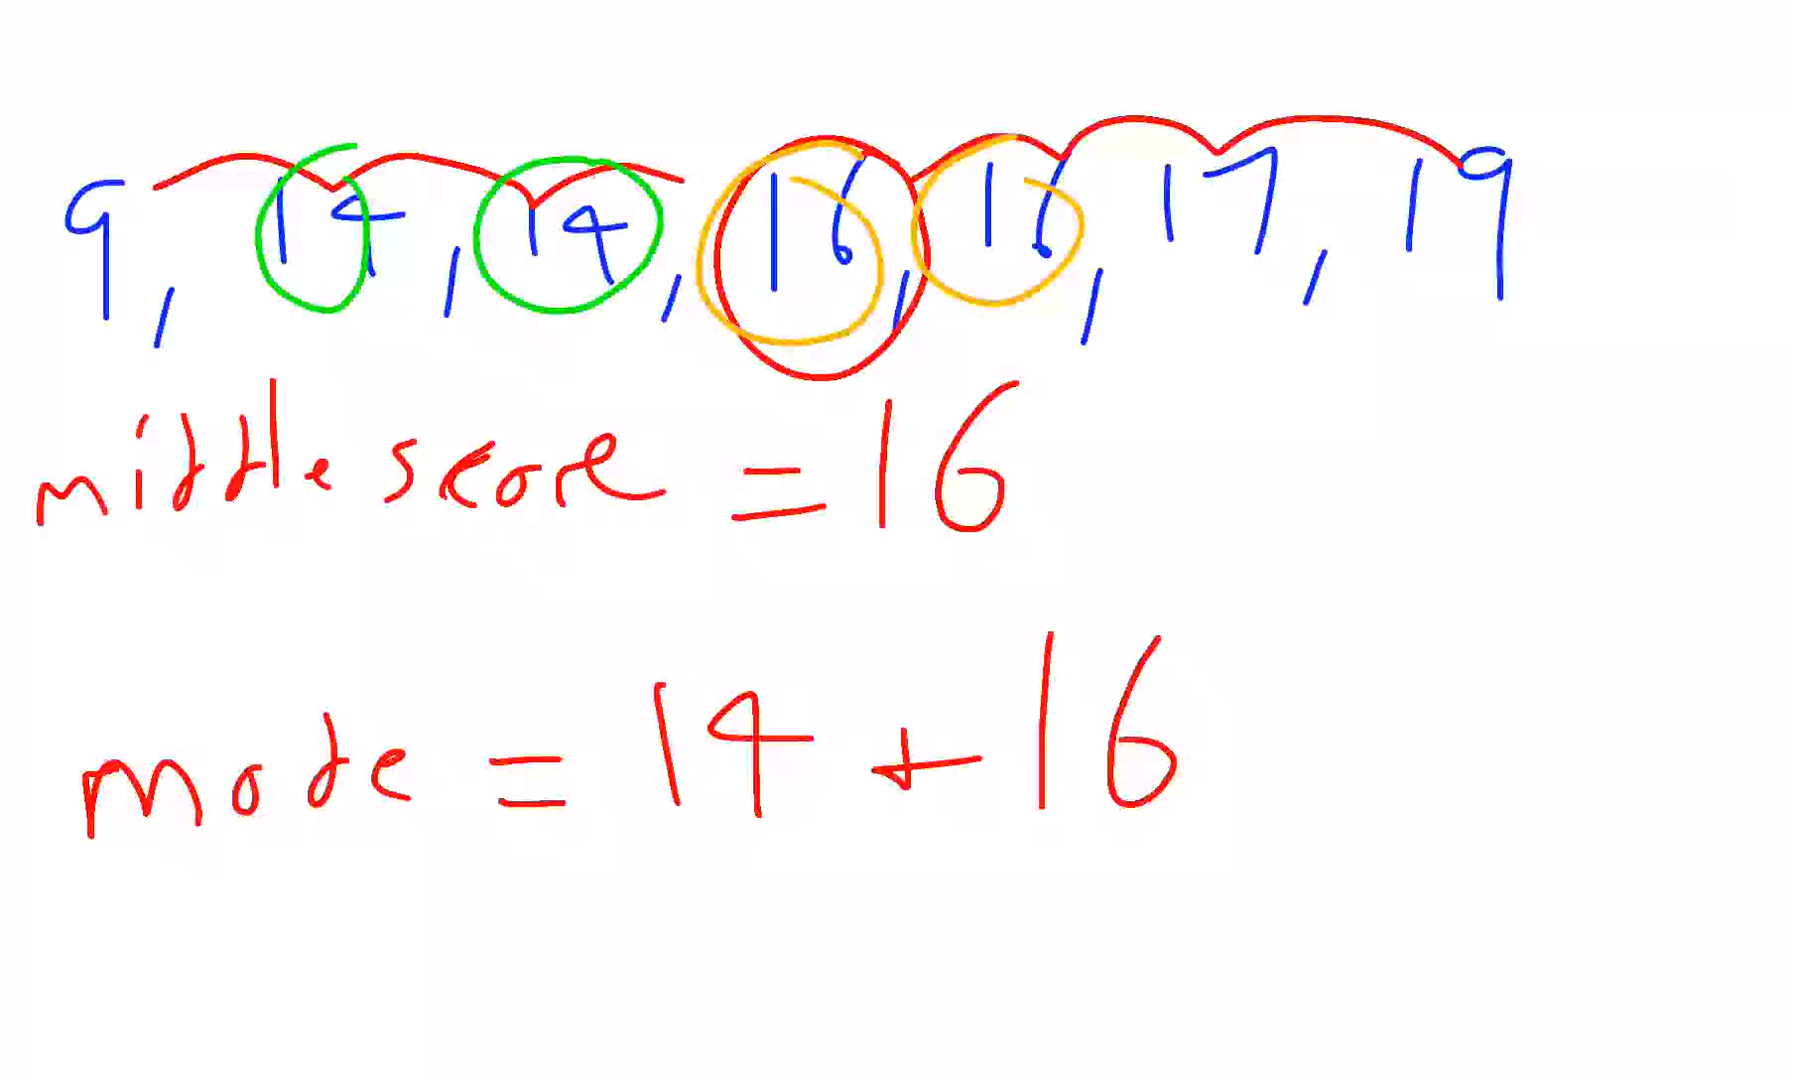 9, 14, 14, 16, 16, 17, 19
middle score = 16
mode = 14 + 16